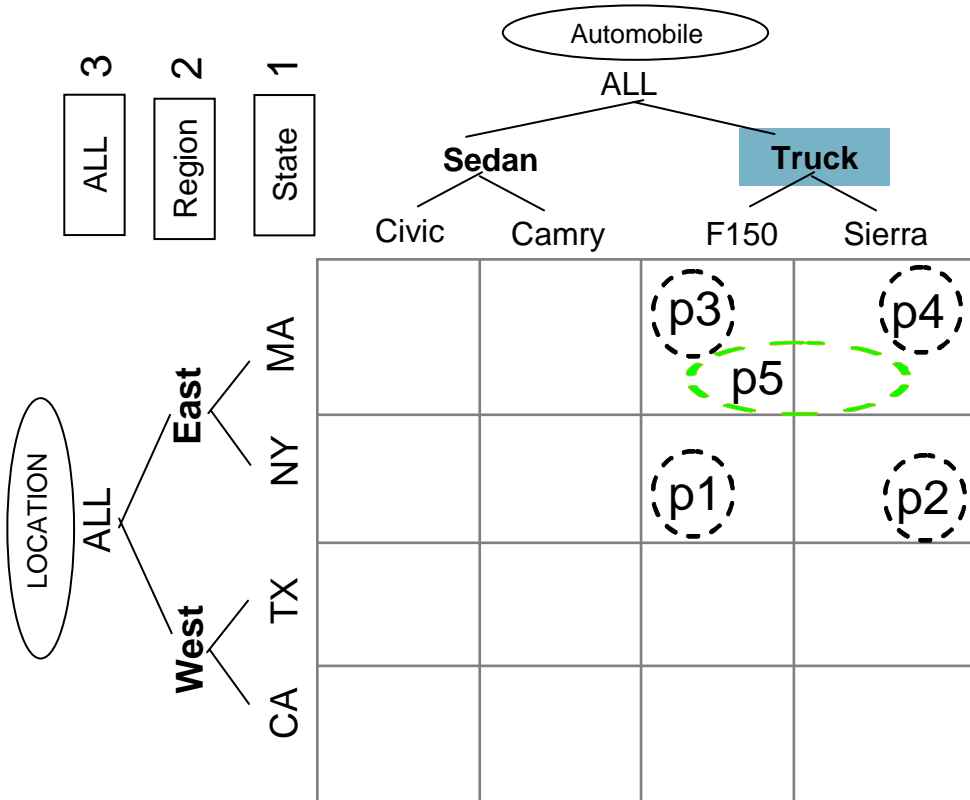 Automobile
ALL
Sedan
Truck
Civic
Camry
F150
Sierra
3
2
1
ALL
Region
State
LOCATION
ALL
East
West
MA
NY
TX
CA
p3
p4
p5
p1
p2